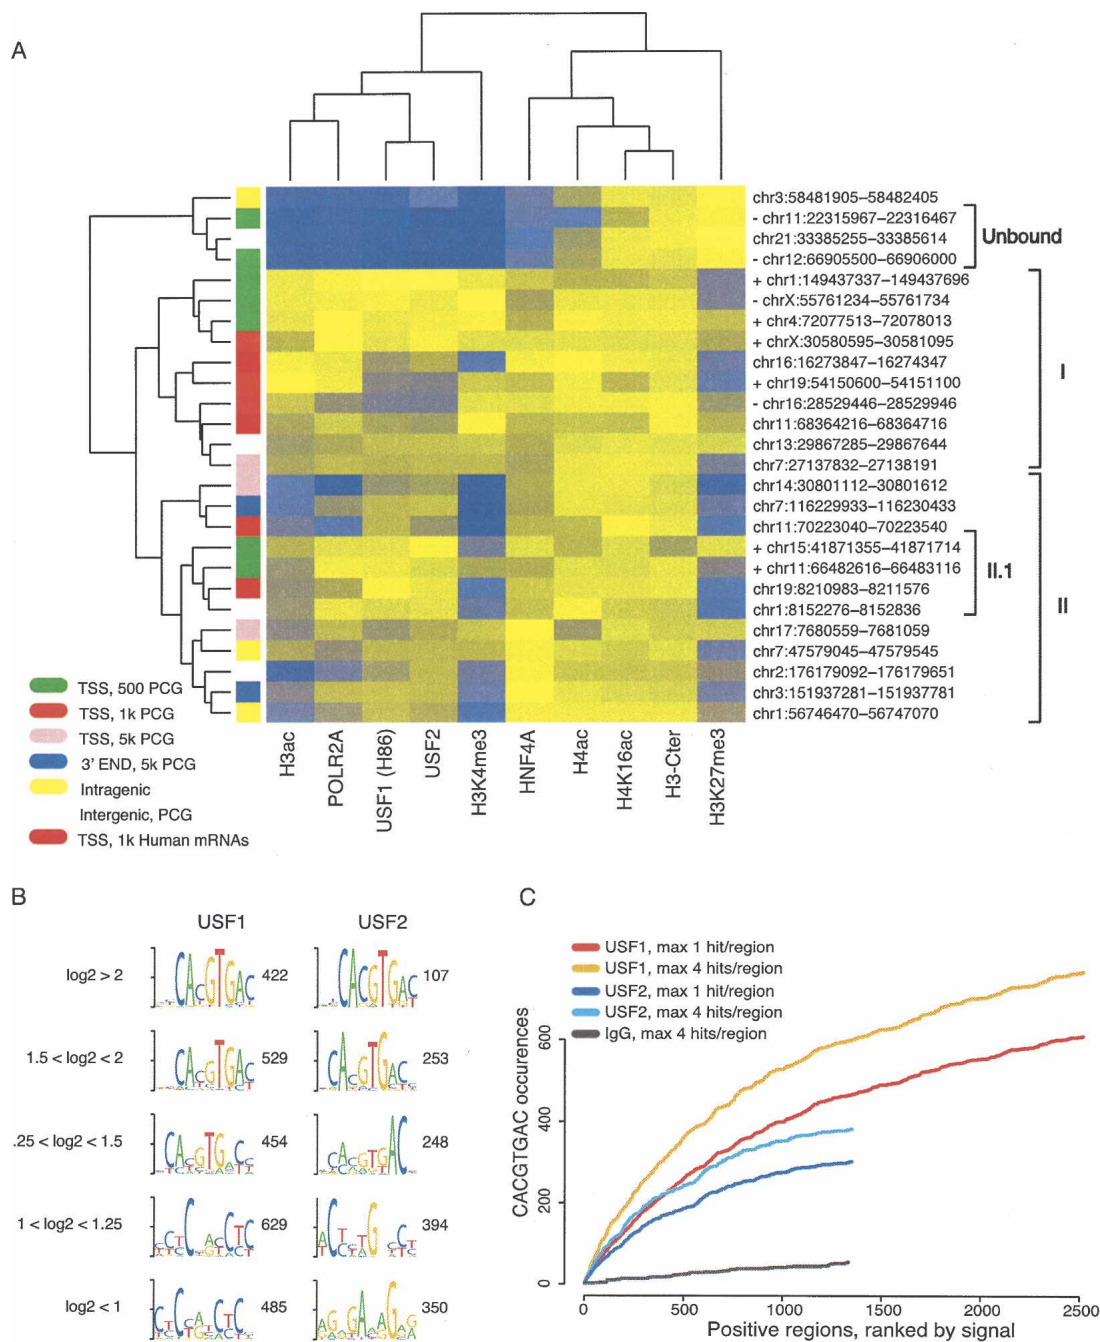 A
chr3:58481905–58482405
- chr11:22315967–22316467
chr21:33385255–33385614
- chr12:66905500–66906000
Unbound
+ chr1:149437337–149437696
- chrX:55761234–55761734
+ chr4:72077513–72078013
+ chrX:30580595–30581095
chr16:16273847–16274347
+ chr19:54150600–54151100
- chr16:28529446–28529946
chr11:68364216–68364716
chr13:29867285–29867644
chr7:27137832–27138191
I
chr14:30801112–30801612
chr7:116229933–116230433
chr11:70223040–70223540
+ chr15:41871355–41871714
+ chr11:66482616–66483116
chr19:8210983–8211576
chr1:8152276–8152836
II.1
chr17:7680559–7681059
chr7:47579045–47579545
chr2:176179092–176179651
chr3:151937281–151937781
chr1:56746470–56747070
II
TSS, 500 PCG
TSS, 1k PCG
TSS, 5k PCG
3' END, 5k PCG
Intragenic
Intergenic, PCG
TSS, 1k Human mRNAs
H3ac
POLR2A
USF1 (H86)
USF2
H3K4me3
HNF4A
H4ac
H4K16ac
H3-Cter
H3K27me3
B
USF1 USF2
log2 > 2 422 107
1.5 < log2 < 2 529 253
.25 < log2 < 1.5 454 248
1 < log2 < 1.25 629 394
log2 < 1 485 350
C
USF1, max 1 hit/region
USF1, max 4 hits/region
USF2, max 1 hit/region
USF2, max 4 hits/region
IgG, max 4 hits/region
CACGTGAC occurences
600
400
200
0
0 500 1000 1500 2000 2500
Positive regions, ranked by signal